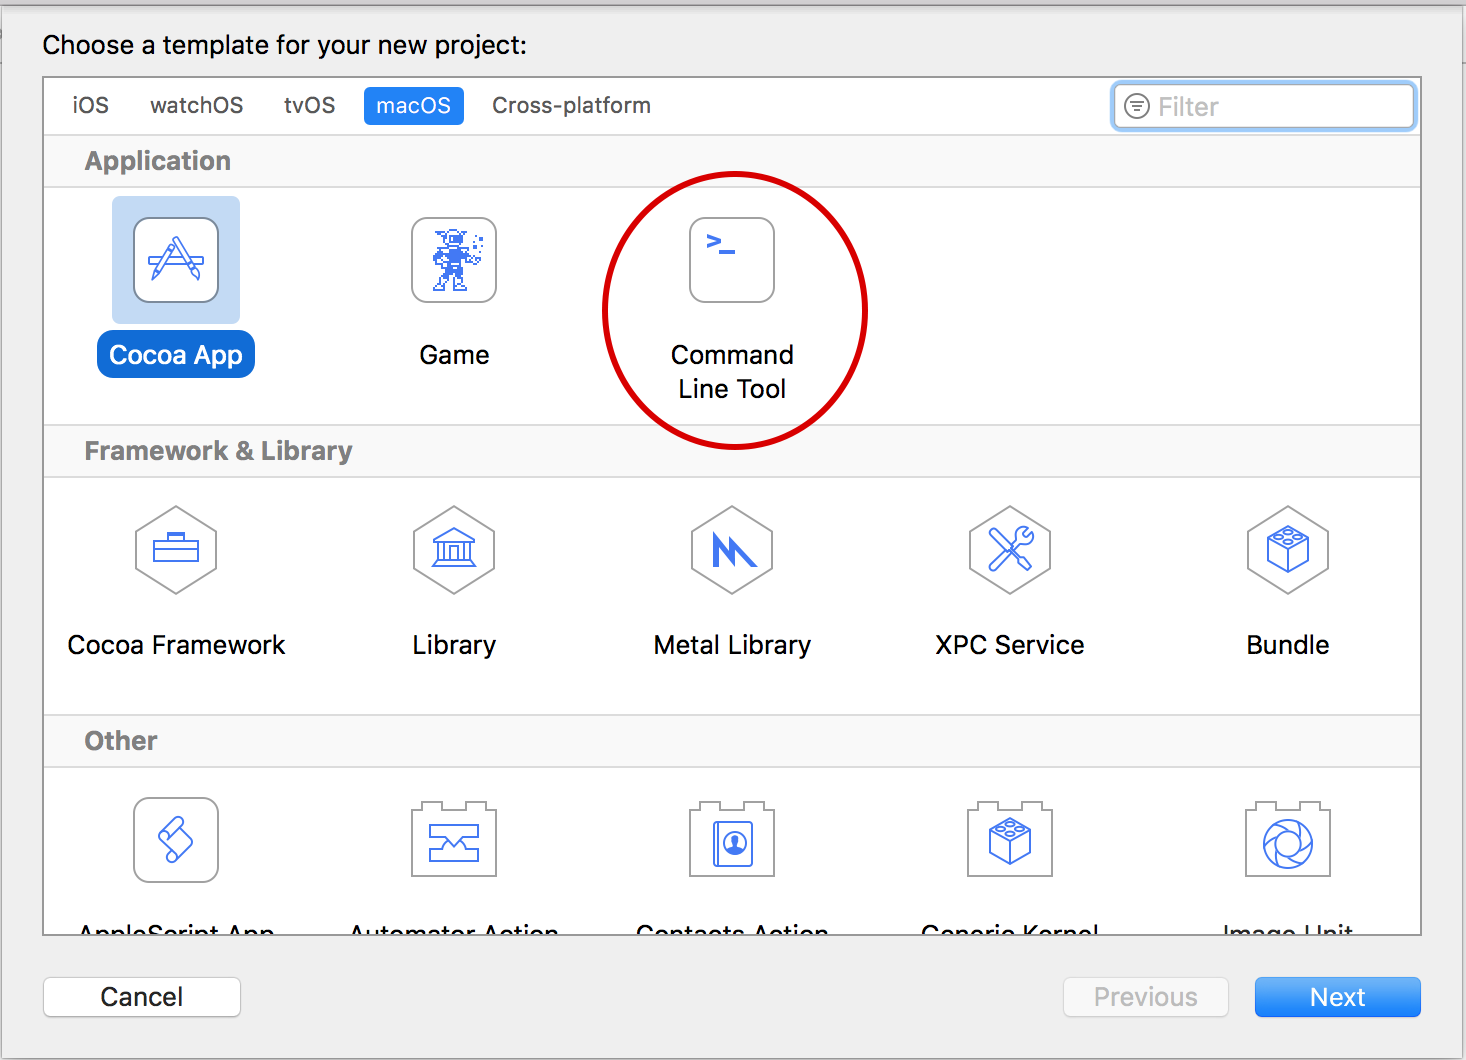 Choose a template for your new project:
iOS watchOS tvOS macOS Cross-platform Filter
Application
>_
Cocoa App Game Command
Line Tool
Framework & Library
Cocoa Framework Library Metal Library XPC Service Bundle
Other
AppleScript App Automator Action Contacts Action Generic Kernel Image Unit
Cancel Previous Next